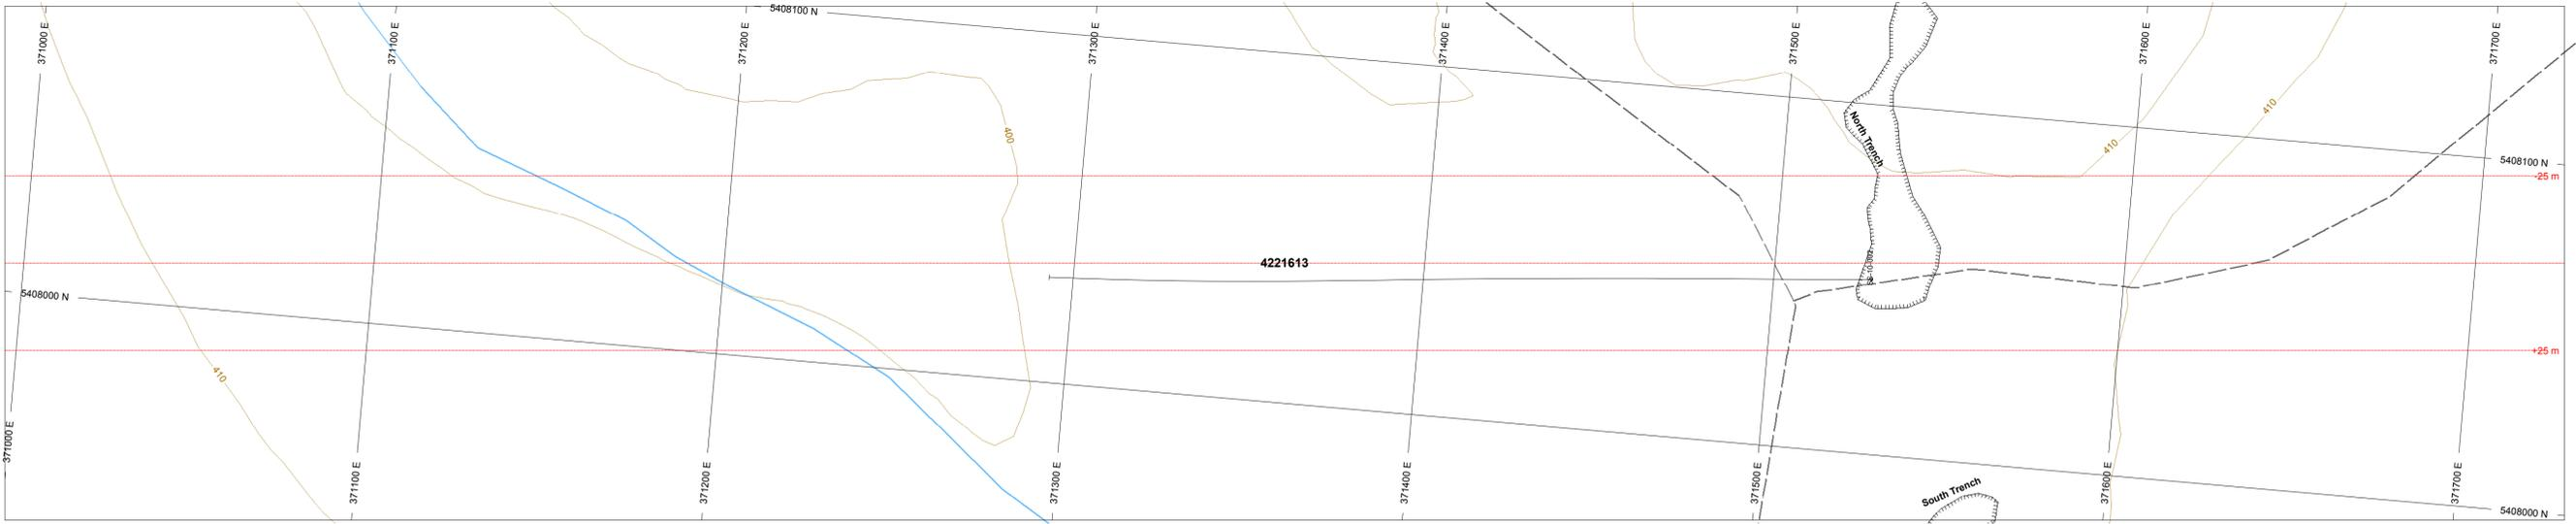 5408100 N
371000 E
371100 E
371200 E
371300 E
371400 E
371500 E
371600 E
371700 E
410
400
North Trench
410
5408100 N
-25 m
4221613
5408000 N
+25 m
410
371000 E
371100 E
371200 E
371300 E
371400 E
371500 E
South Trench
371600 E
371700 E
5408000 N